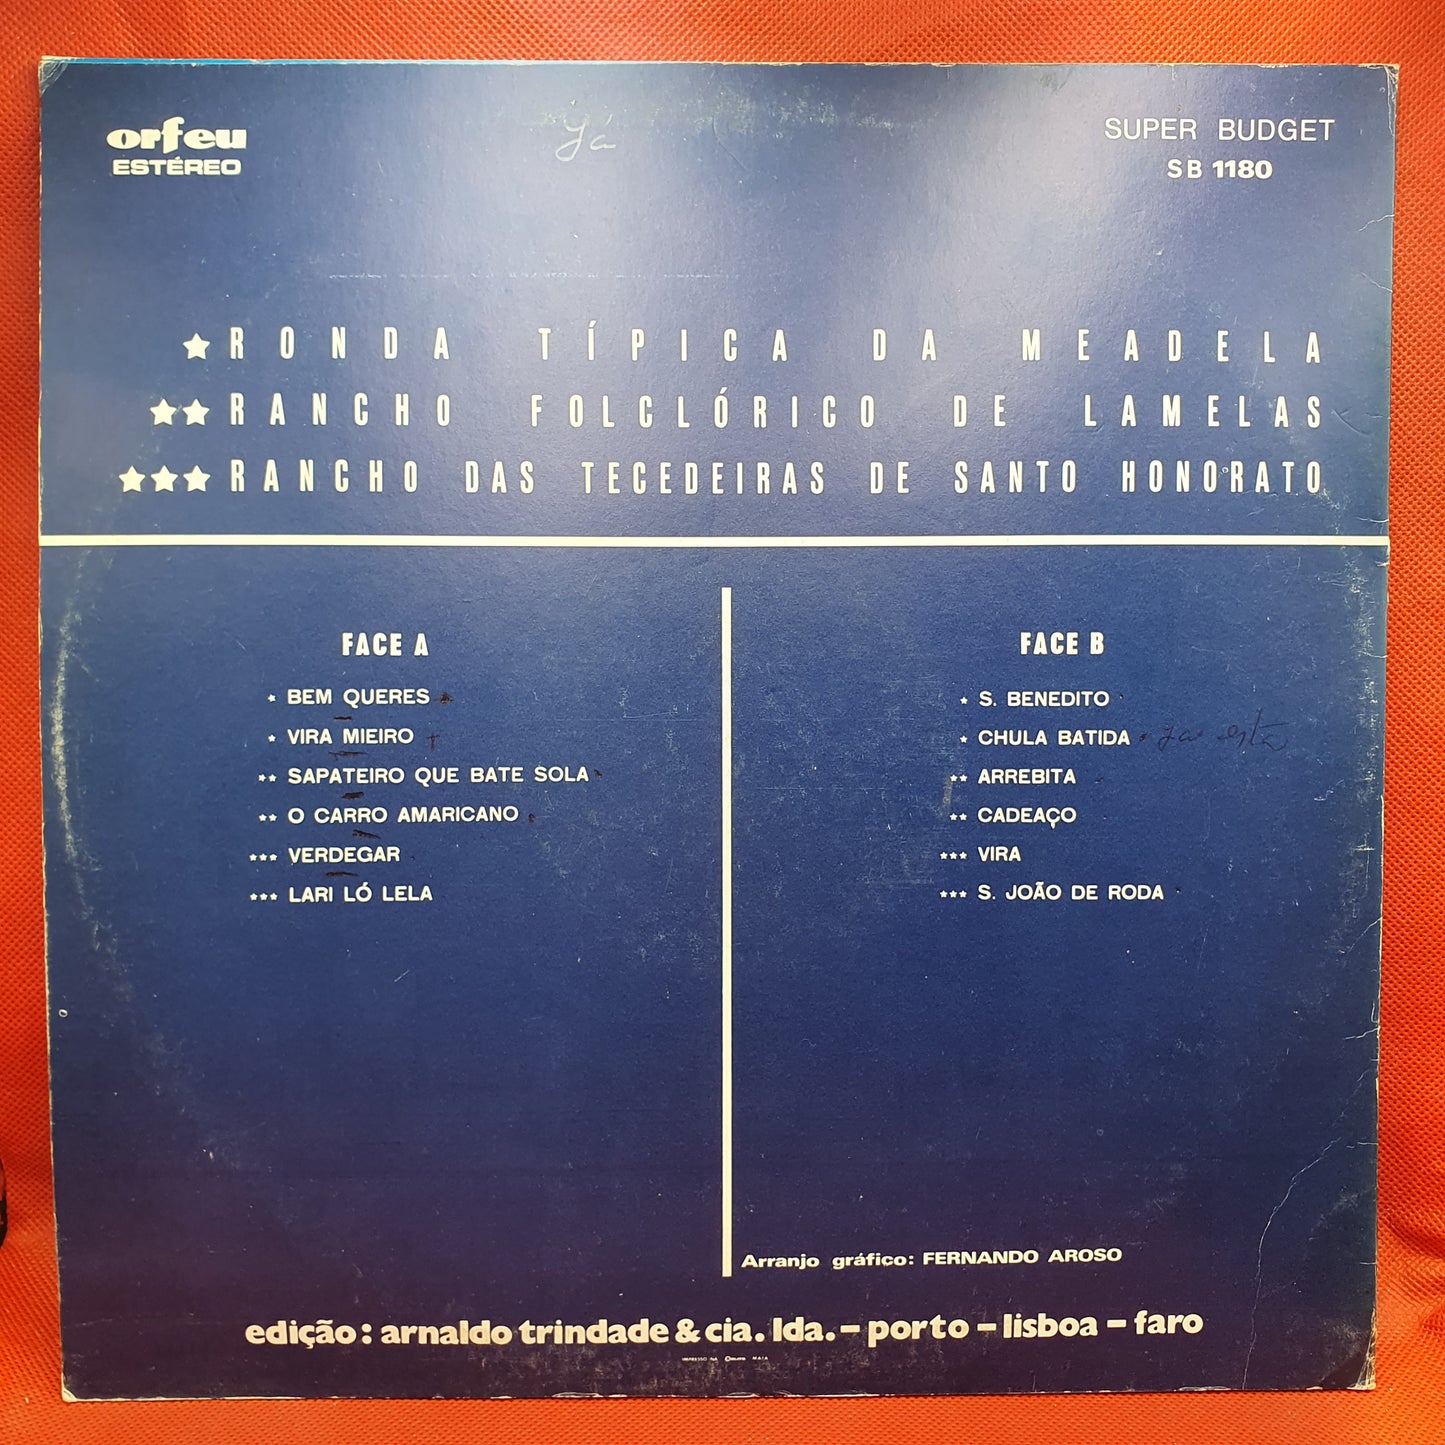 orfeu
ESTÉREO
Já
SUPER BUDGET
SB 1180
★ RONDA TÍPICA DA MEADELA
★★ RANCHO FOLCLÓRICO DE LAMELAS
★★★ RANCHO DAS TECEDEIRAS DE SANTO HONORATO
FACE A
★ BEM QUERES
★ VIRA MIEIRO
★★ SAPATEIRO QUE BATE SOLA
★★ O CARRO AMARICANO
★★★ VERDEGAR
★★★ LARI LÓ LELA
FACE B
★ S. BENEDITO
★ CHULA BATIDA
★★ ARREBITA
★★ CADEAÇO
★★★ VIRA
★★★ S. JOÃO DE RODA
Arranjo gráfico: FERNANDO AROSO
edição: arnaldo trindade & cia. lda. – porto – lisboa – faro
IMPRESSO NA MAIA